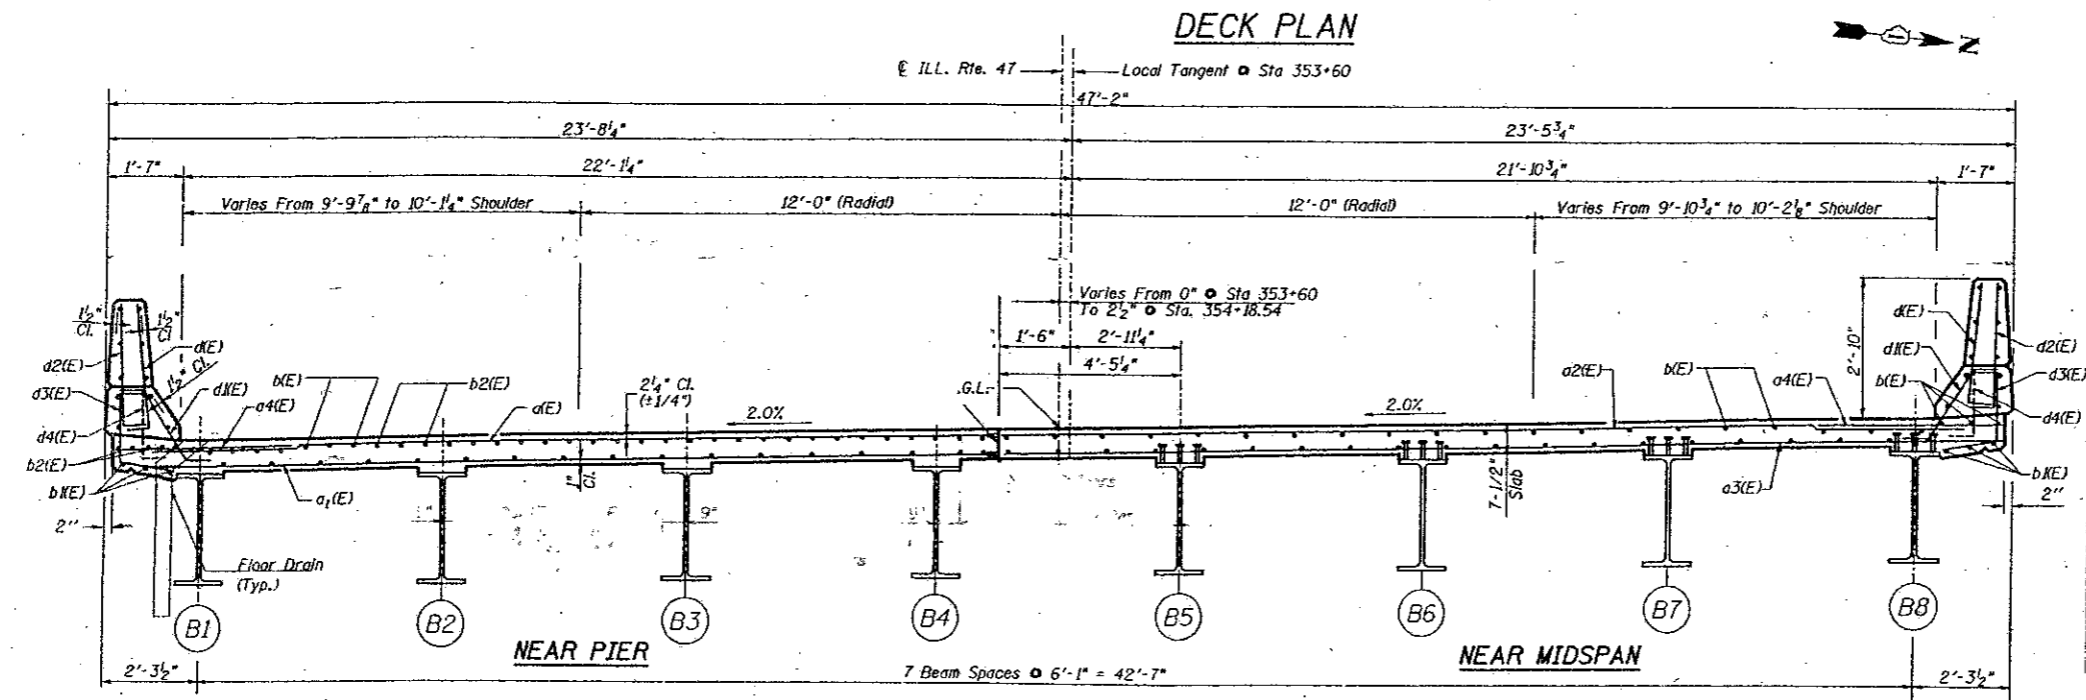 DECK PLAN
N
℄ ILL. Rte. 47
Local Tangent @ Sta 353+60
47'-2"
23'-8¼"
23'-5¾"
1'-7"
22'-1¼"
21'-10¾"
1'-7"
Varies From 9'-9⅞" to 10'-1¼" Shoulder
12'-0" (Radial)
12'-0" (Radial)
Varies From 9'-10¾" to 10'-2⅛" Shoulder
Varies From 0" @ Sta 353+60
To 2½" @ Sta. 354+18.54
1½"
Cl.
1½"
Cl.
1½" Cl.
1'-6"
2'-11¼"
4'-5¼"
2'-10"
d(E)
d2(E)
d1(E)
d3(E)
d4(E)
b2(E)
b1(E)
a4(E)
b(E)
b2(E)
a(E)
2¼" Cl.
(±1/4")
2.0%
G.L.
2.0%
a2(E)
b(E)
a4(E)
b(E)
d(E)
d1(E)
d2(E)
d3(E)
d4(E)
b1(E)
a1(E)
1"
Cl.
7-1/2"
Slab
a3(E)
2"
2"
9"
Floor Drain
(Typ.)
B1
B2
B3
B4
B5
B6
B7
B8
NEAR PIER
NEAR MIDSPAN
2'-3½"
7 Beam Spaces @ 6'-1" = 42'-7"
2'-3½"